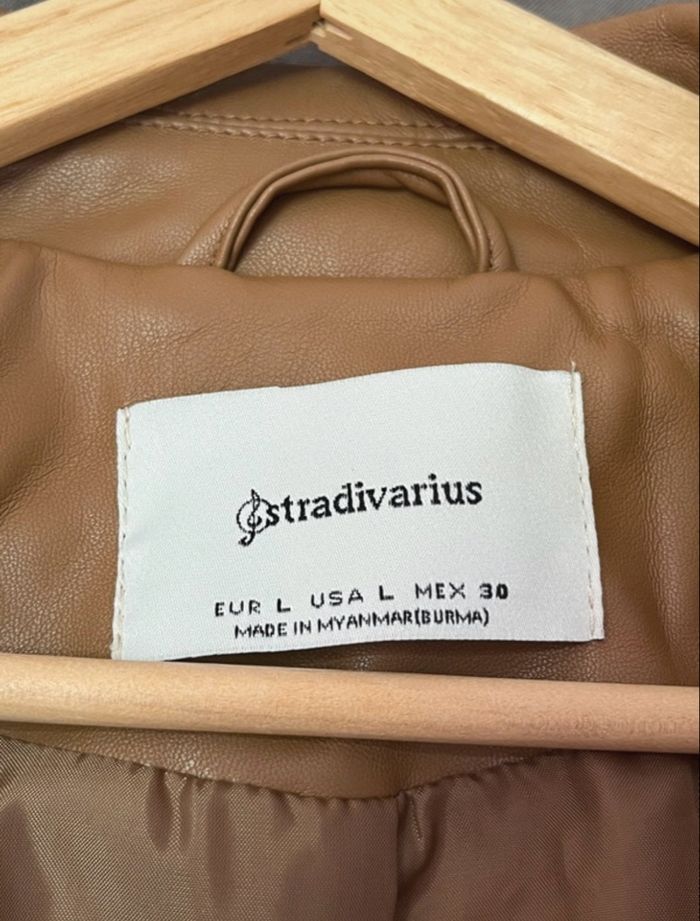 stradivarius
EUR L USA L MEX 30
MADE IN MYANMAR(BURMA)